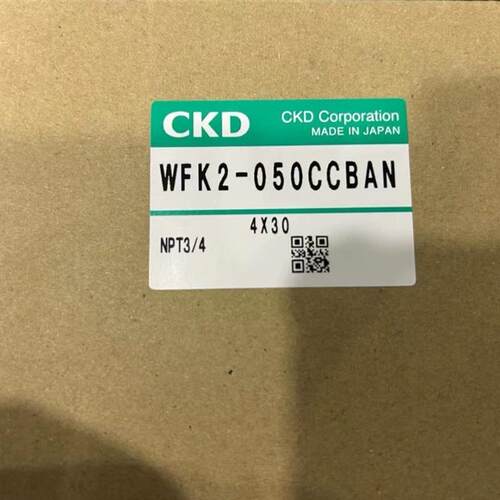 CKD
CKD Corporation
MADE IN JAPAN
WFK2-050CCBAN
4X30
NPT3/4